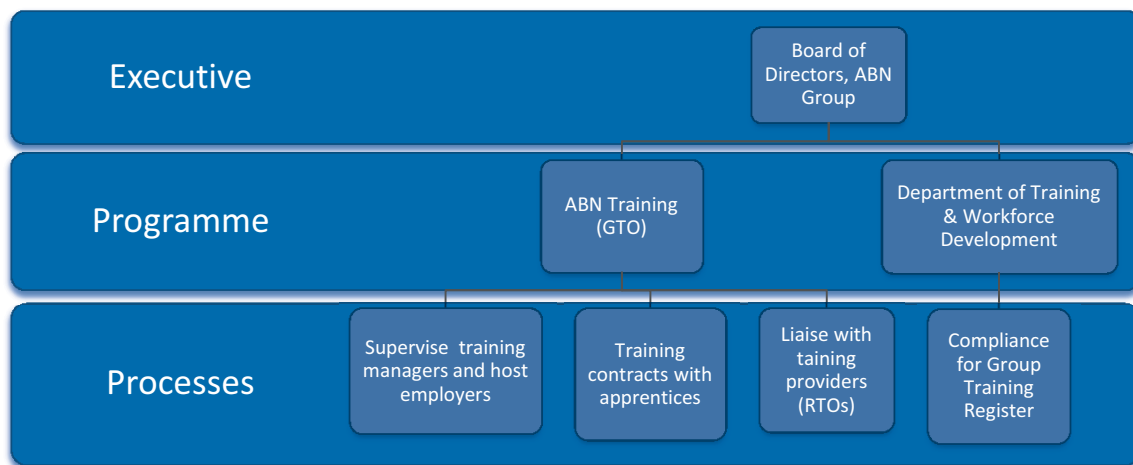 Executive
Board of
Directors, ABN
Group
Programme
ABN Training
(GTO)
Department of Training
& Workforce
Development
Processes
Supervise training
managers and host
employers
Training
contracts with
apprentices
Liaise with
taining
providers
(RTOs)
Compliance
for Group
Training
Register